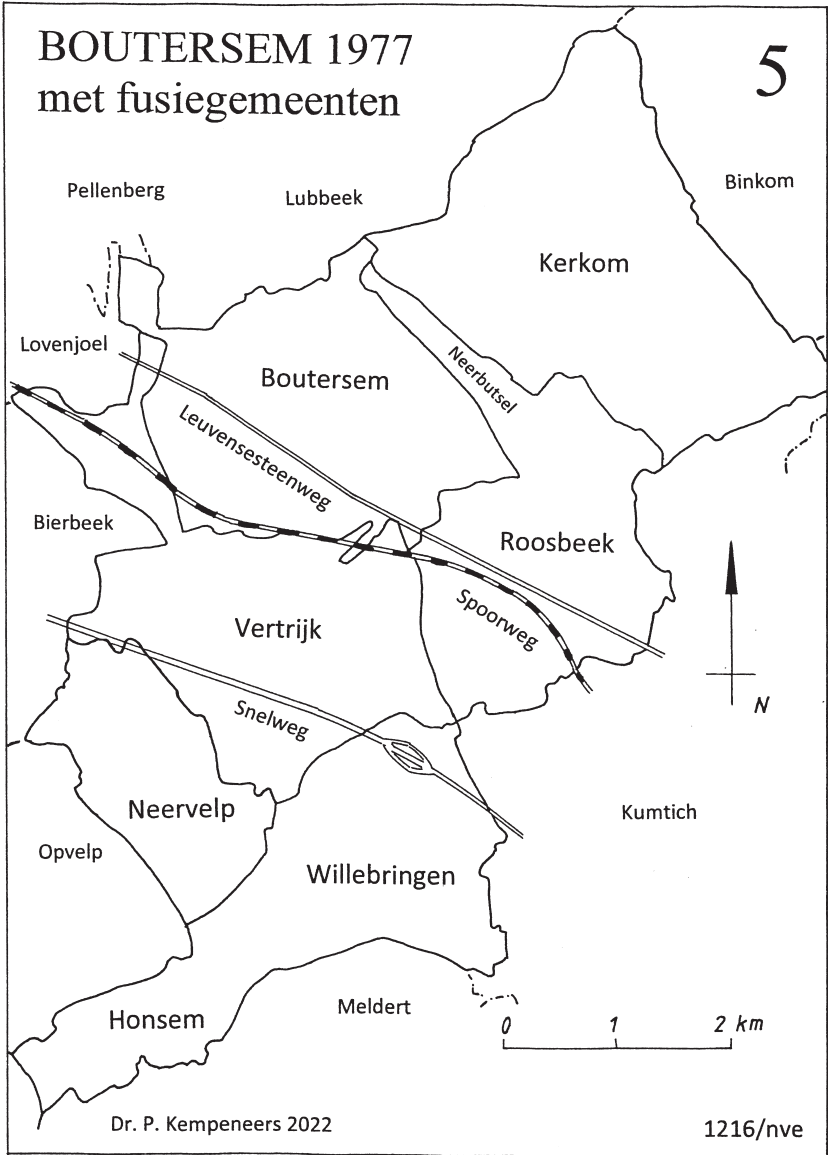 BOUTERSEM 1977
met fusiegemeenten
5
Pellenberg
Lubbeek
Binkom
Kerkom
Lovenjoel
Boutersem
Neerbutsel
Leuvensesteenweg
Bierbeek
Roosbeek
Vertrijk
Spoorweg
Snelweg
N
Neervelp
Kumtich
Opvelp
Willebringen
Honsem
Meldert
0 1 2 km
Dr. P. Kempeneers 2022
1216/nve